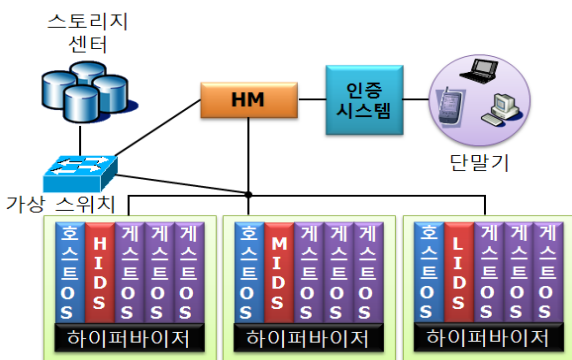 스토리지
센터
HM
인증
시스템
단말기
가상 스위치
호스트OS
HIDS
게스트OS
게스트OS
게스트OS
하이퍼바이저
호스트OS
MIDS
게스트OS
게스트OS
게스트OS
하이퍼바이저
호스트OS
LIDS
게스트OS
게스트OS
게스트OS
하이퍼바이저